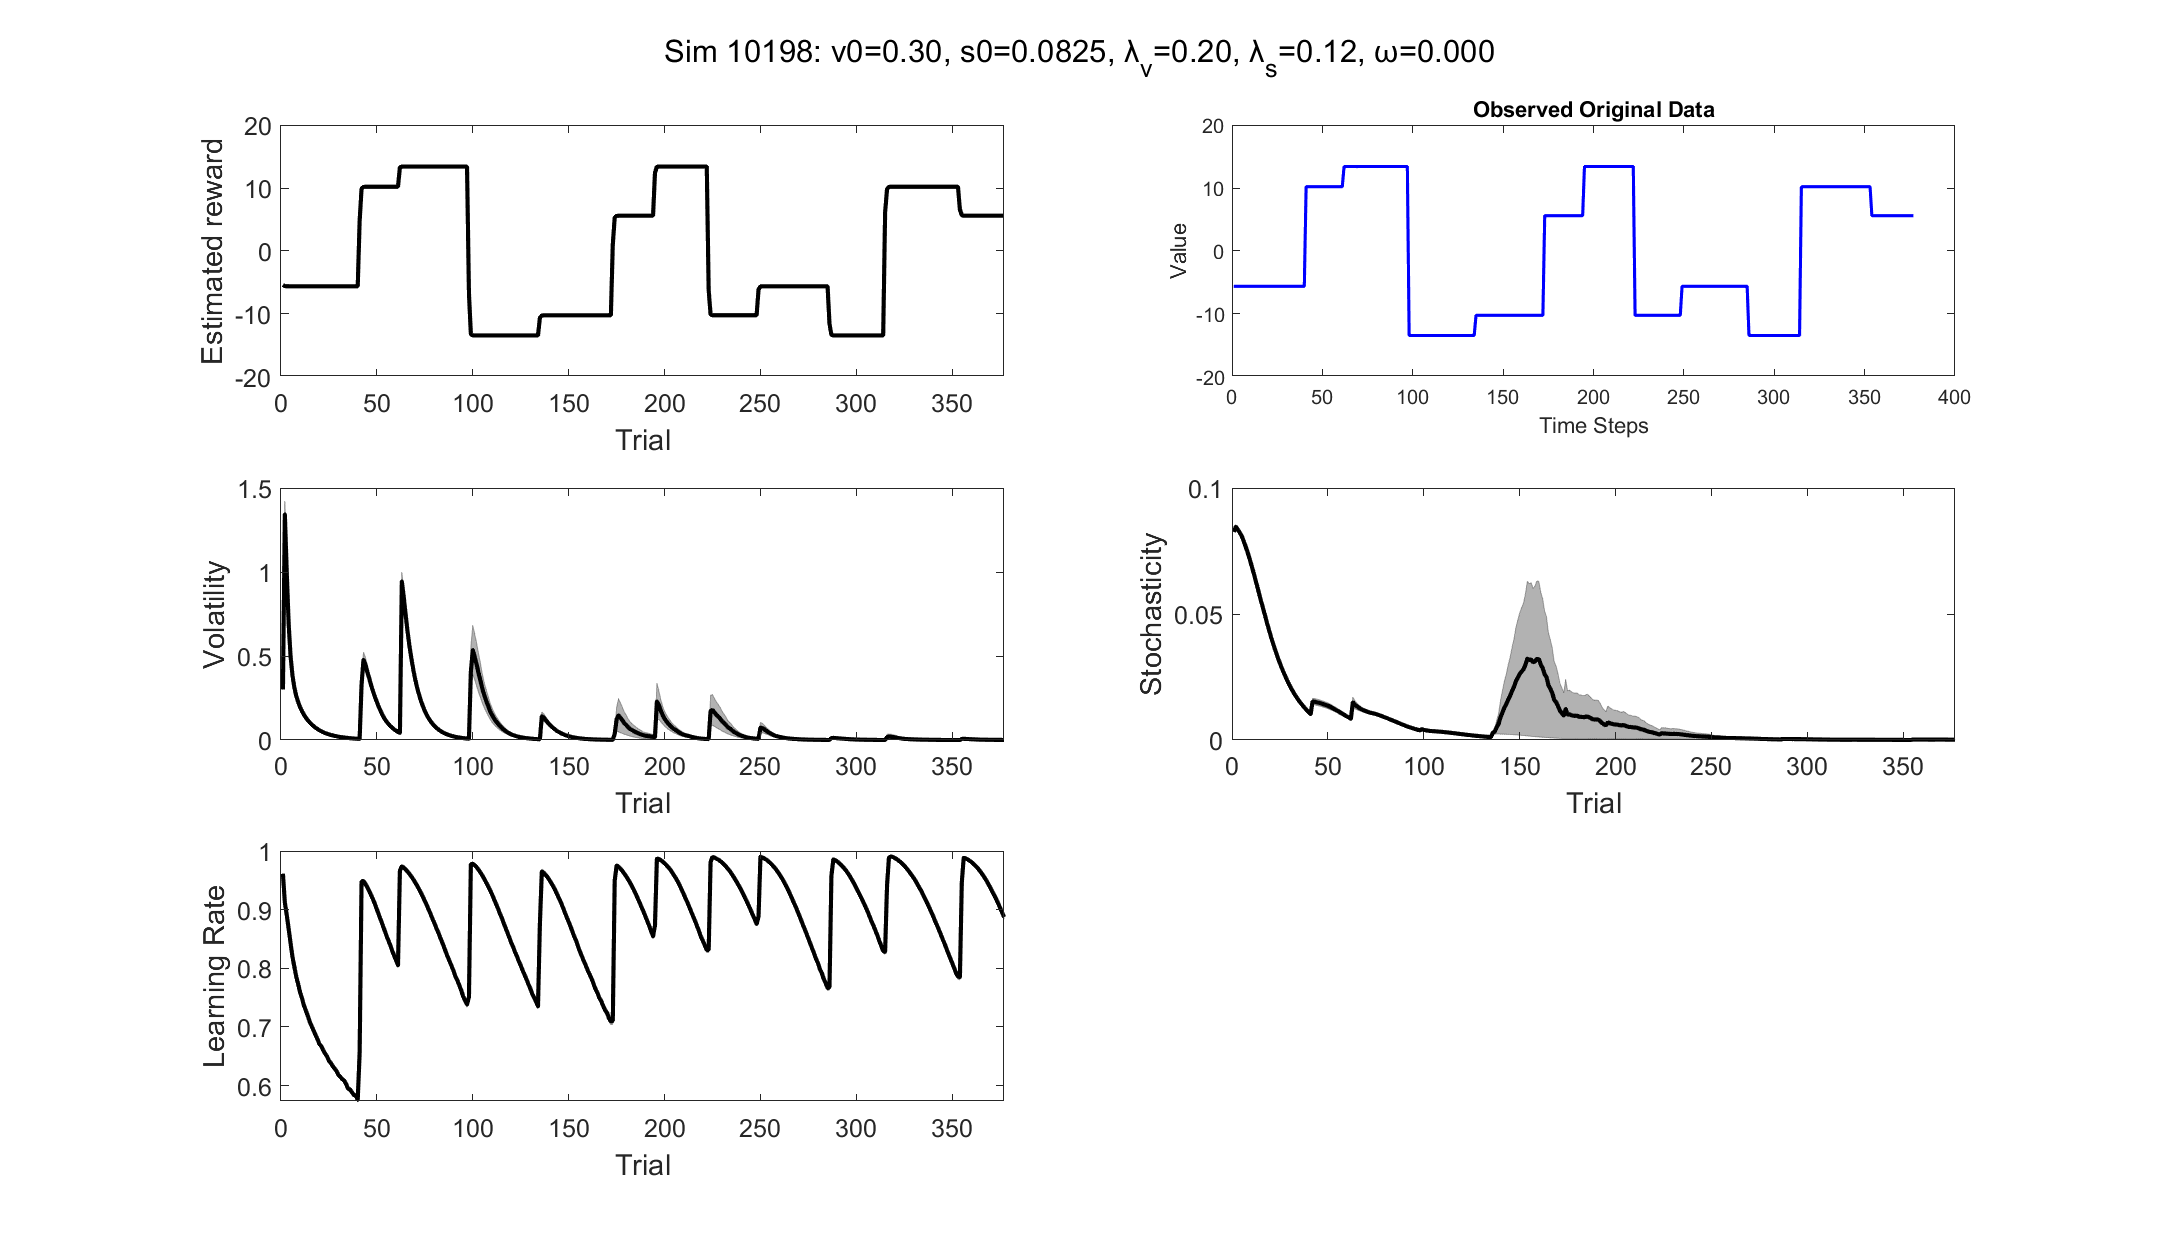 Sim 10198: v0=0.30, s0=0.0825, λ_v=0.20, λ_s=0.12, ω=0.000
Estimated reward
20
10
0
-10
-20
0 50 100 150 200 250 300 350
Trial
Observed Original Data
Value
20
10
0
-10
-20
0 50 100 150 200 250 300 350 400
Time Steps
Volatility
1.5
1
0.5
0
0 50 100 150 200 250 300 350
Trial
Stochasticity
0.1
0.05
0
0 50 100 150 200 250 300 350
Trial
Learning Rate
1
0.9
0.8
0.7
0.6
0 50 100 150 200 250 300 350
Trial